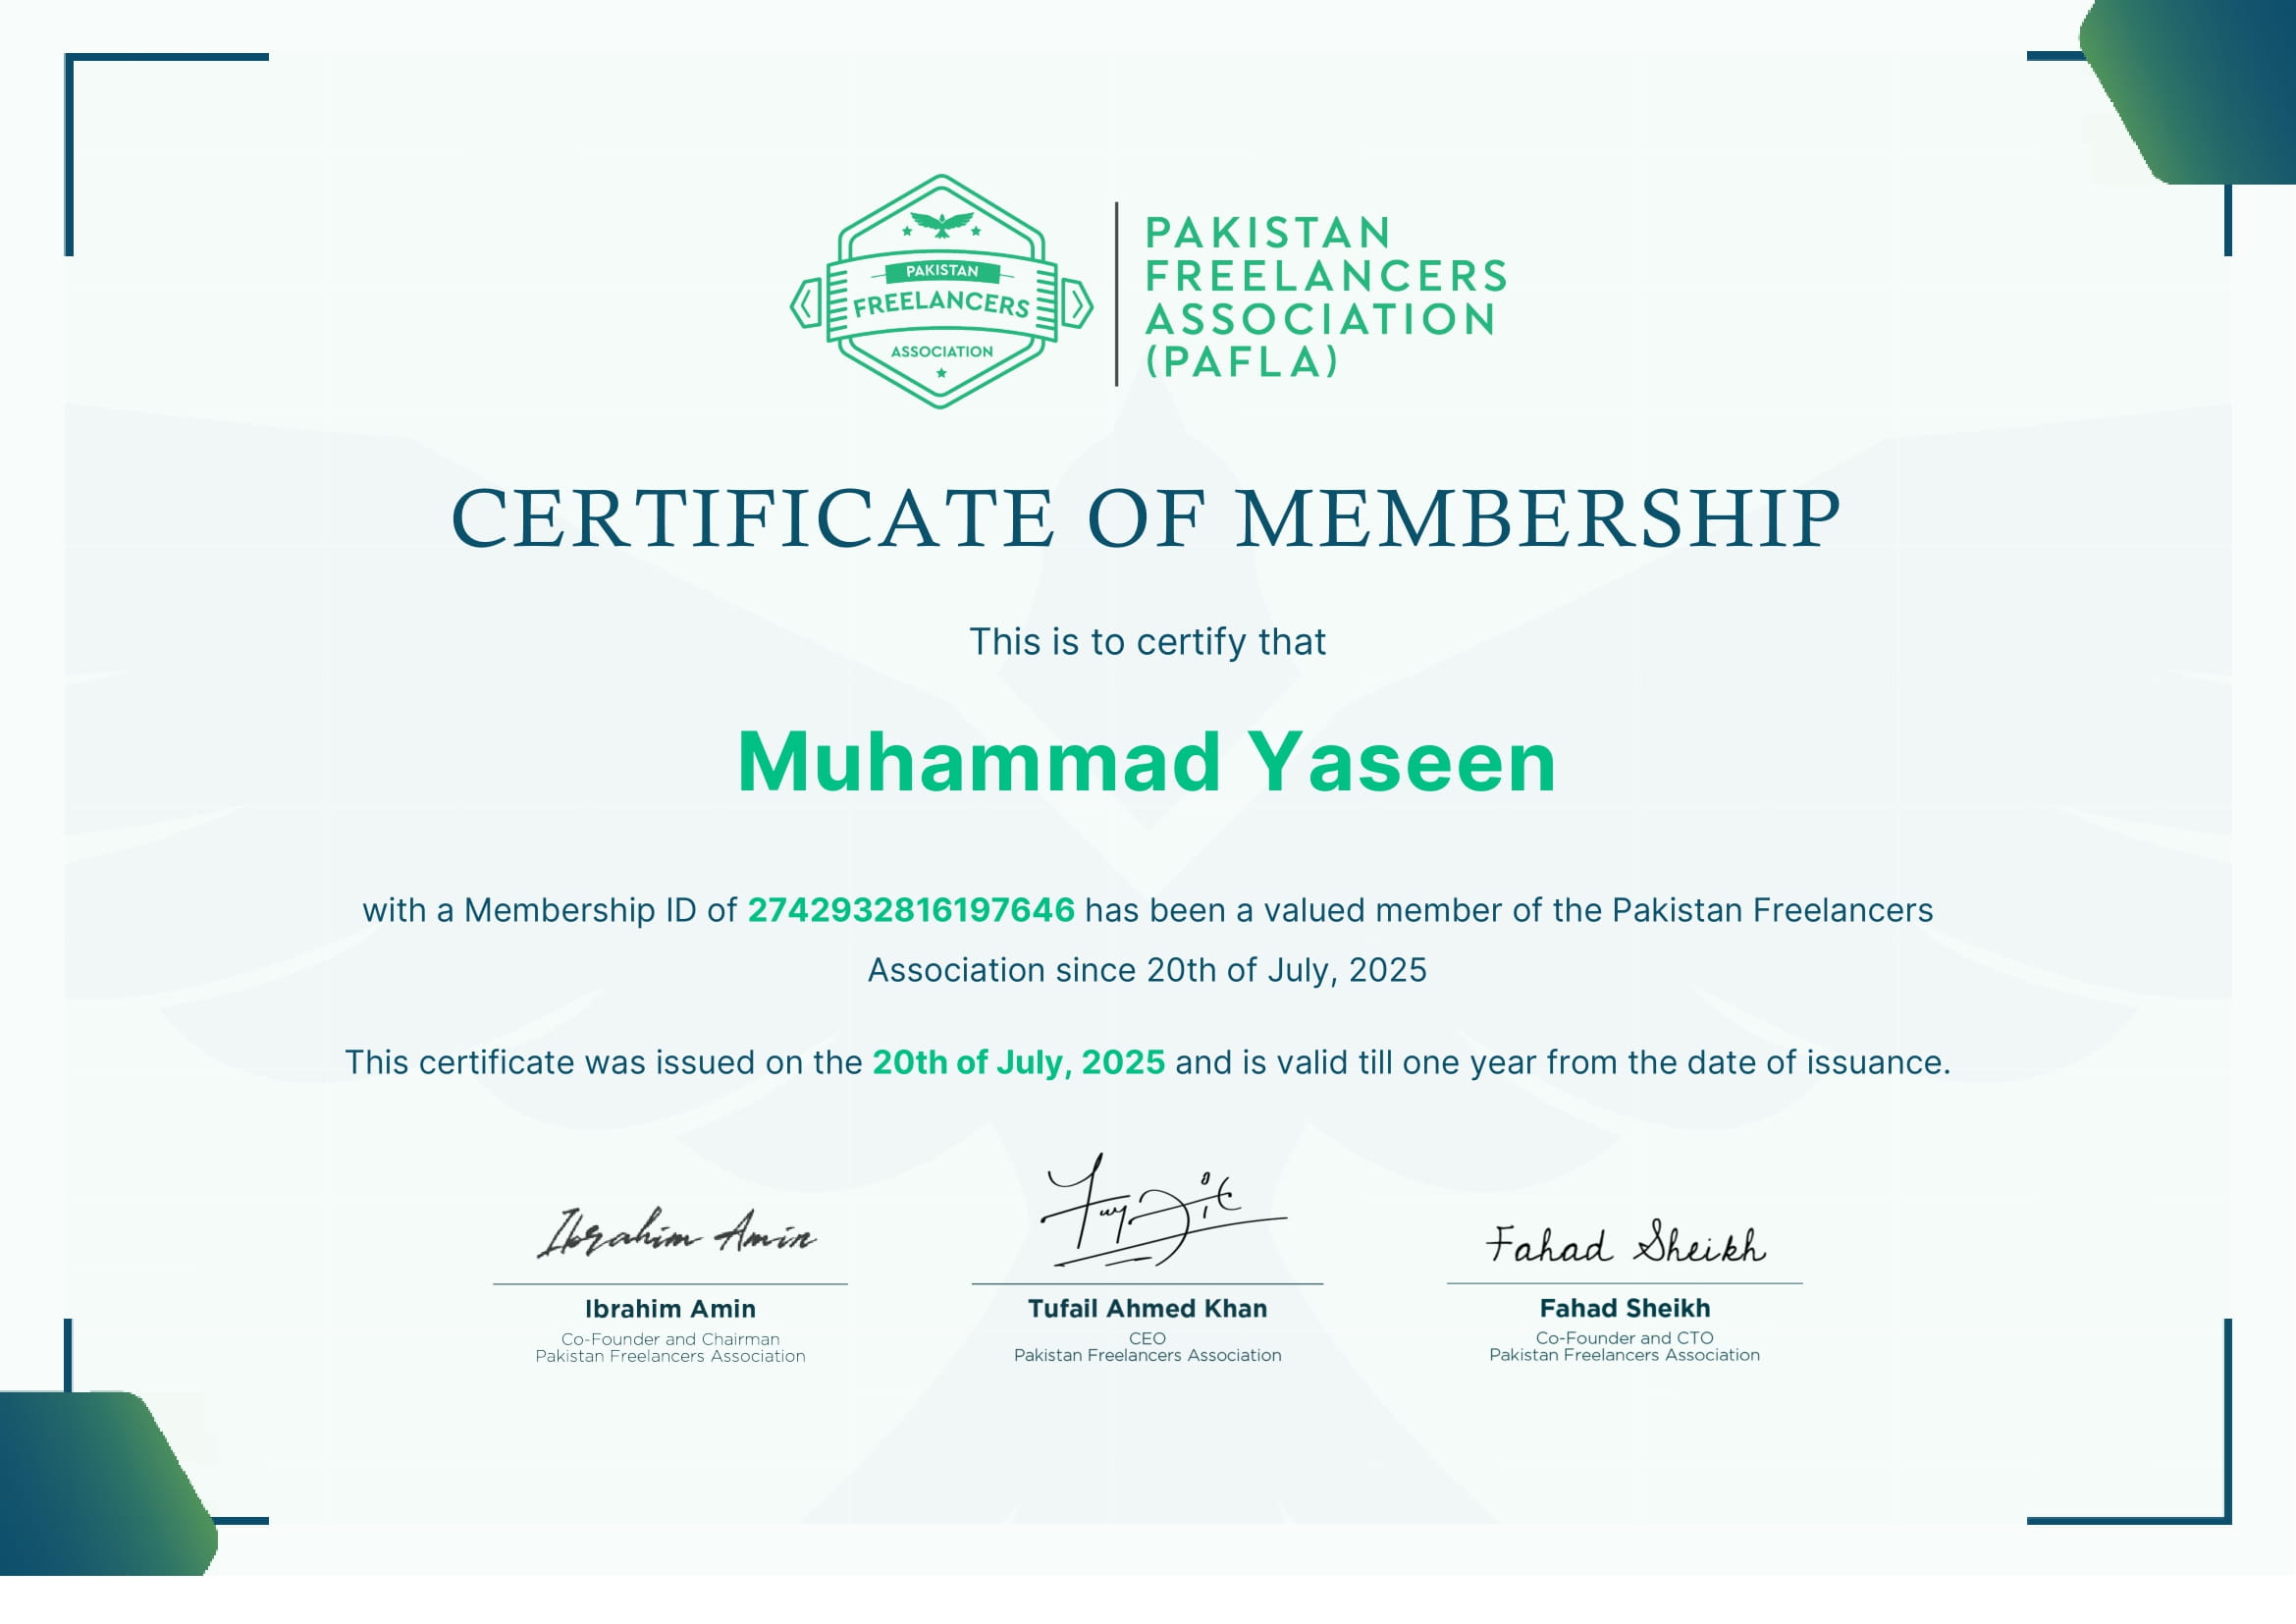 PAKISTAN
FREELANCERS
ASSOCIATION
PAKISTAN
FREELANCERS
ASSOCIATION
(PAFLA)
CERTIFICATE OF MEMBERSHIP
This is to certify that
Muhammad Yaseen
with a Membership ID of 2742932816197646 has been a valued member of the Pakistan Freelancers
Association since 20th of July, 2025
This certificate was issued on the 20th of July, 2025 and is valid till one year from the date of issuance.
Ibrahim Amin
Ibrahim Amin
Co-Founder and Chairman
Pakistan Freelancers Association
Tufail Ahmed Khan
CEO
Pakistan Freelancers Association
Fahad Sheikh
Fahad Sheikh
Co-Founder and CTO
Pakistan Freelancers Association